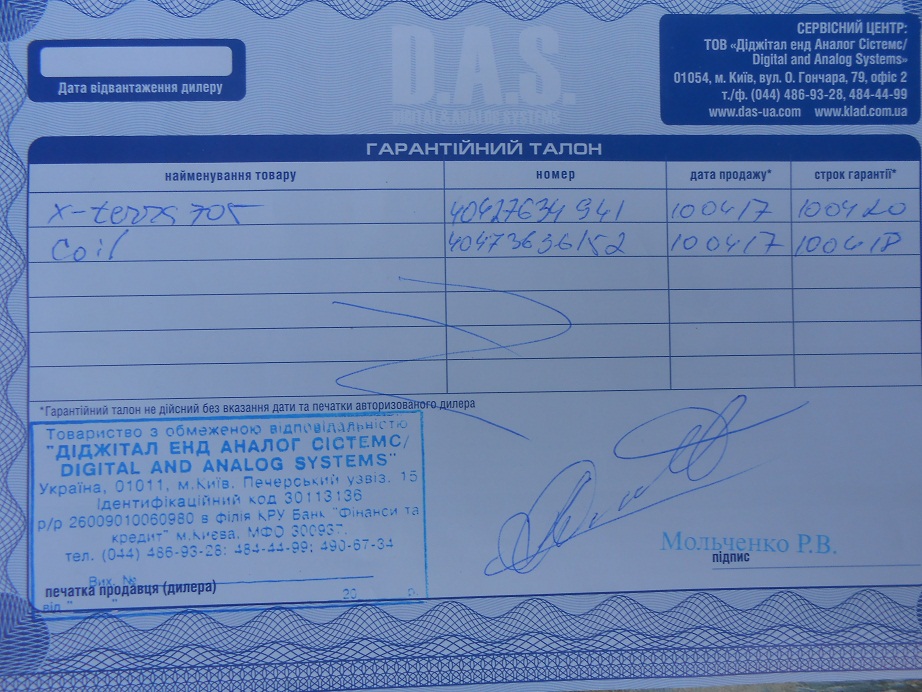 Дата відвантаження дилеру
D.A.S.
DIGITAL & ANALOG SYSTEMS
СЕРВІСНИЙ ЦЕНТР:
ТОВ «Діджітал енд Аналог Сістемс/
Digital and Analog Systems»
01054, м. Київ, вул. О. Гончара, 79, офіс 2
т./ф. (044) 486-93-28, 484-44-99
www.das-ua.com www.klad.com.ua
ГАРАНТІЙНИЙ ТАЛОН
найменування товару номер дата продажу* строк гарантії*
X-terra 705 40427634941 100417 100420
Coil 40473636152 100417 100418
*Гарантійний талон не дійсний без вказання дати та печатки авторизованого дилера
Товариство з обмеженою відповідальністю
"ДІДЖІТАЛ ЕНД АНАЛОГ СІСТЕМС/
DIGITAL AND ANALOG SYSTEMS"
Україна, 01011, м.Київ. Печерський узвіз. 15
Ідентифікаційний код 30113136
р/р 26009010060980 в Філія КРУ Банк "Фінанси та
кредит" м.Києва. МФО 300937.
тел. (044) 486-93-28; 484-44-99; 490-67-34
Вих. №
печатка продавця (дилера)
від " " 20 р.
Мольченко Р.В.
підпис